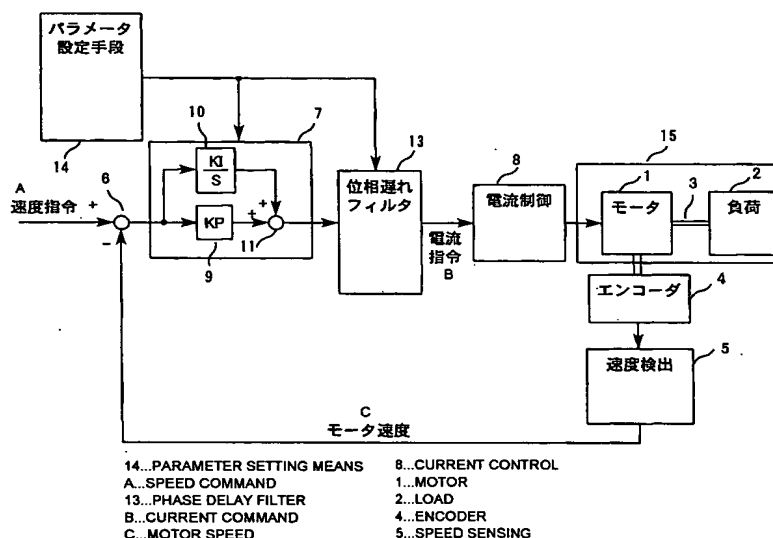 パラメータ
設定手段
14
10
7
KI
S
A
速度指令
6
+
−
KP
9
+
+
11
13
位相遅れ
フィルタ
電流
指令
B
8
電流制御
15
1
モータ
3
2
負荷
エンコーダ
4
速度検出
5
C
モータ速度
14...PARAMETER SETTING MEANS
A...SPEED COMMAND
13...PHASE DELAY FILTER
B...CURRENT COMMAND
C...MOTOR SPEED
8...CURRENT CONTROL
1...MOTOR
2...LOAD
4...ENCODER
5...SPEED SENSING